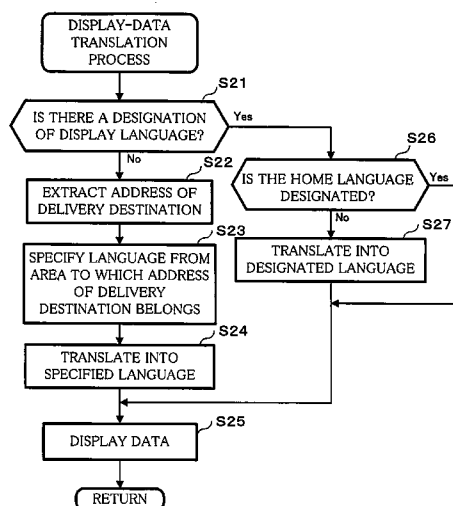 DISPLAY-DATA
TRANSLATION
PROCESS
S21
IS THERE A DESIGNATION
OF DISPLAY LANGUAGE?
Yes
No
S22
EXTRACT ADDRESS OF
DELIVERY DESTINATION
S23
SPECIFY LANGUAGE FROM
AREA TO WHICH ADDRESS
OF DELIVERY
DESTINATION BELONGS
S24
TRANSLATE INTO
SPECIFIED LANGUAGE
S26
IS THE HOME LANGUAGE
DESIGNATED?
Yes
No
S27
TRANSLATE INTO
DESIGNATED LANGUAGE
S25
DISPLAY DATA
RETURN